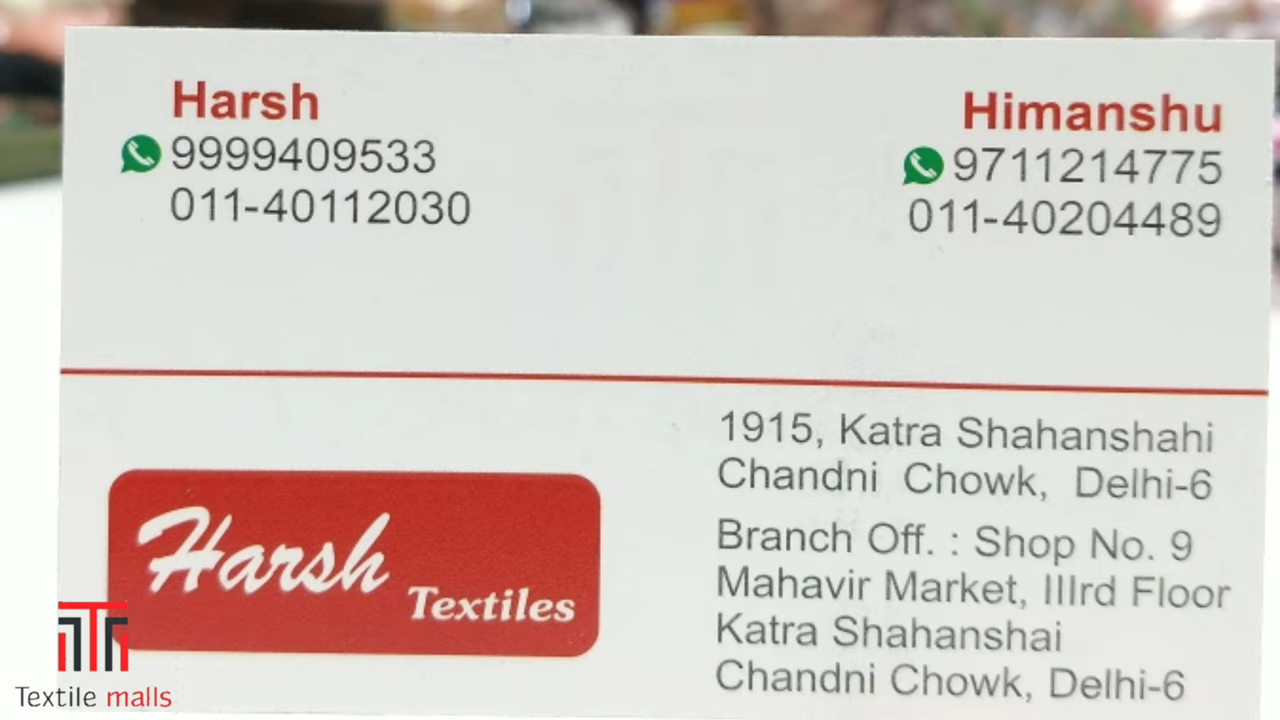 Harsh
9999409533
011-40112030
Himanshu
9711214775
011-40204489
Harsh
Textiles
1915, Katra Shahanshahi
Chandni Chowk, Delhi-6
Branch Off. : Shop No. 9
Mahavir Market, IIIrd Floor
Katra Shahanshai
Chandni Chowk, Delhi-6
Textile malls